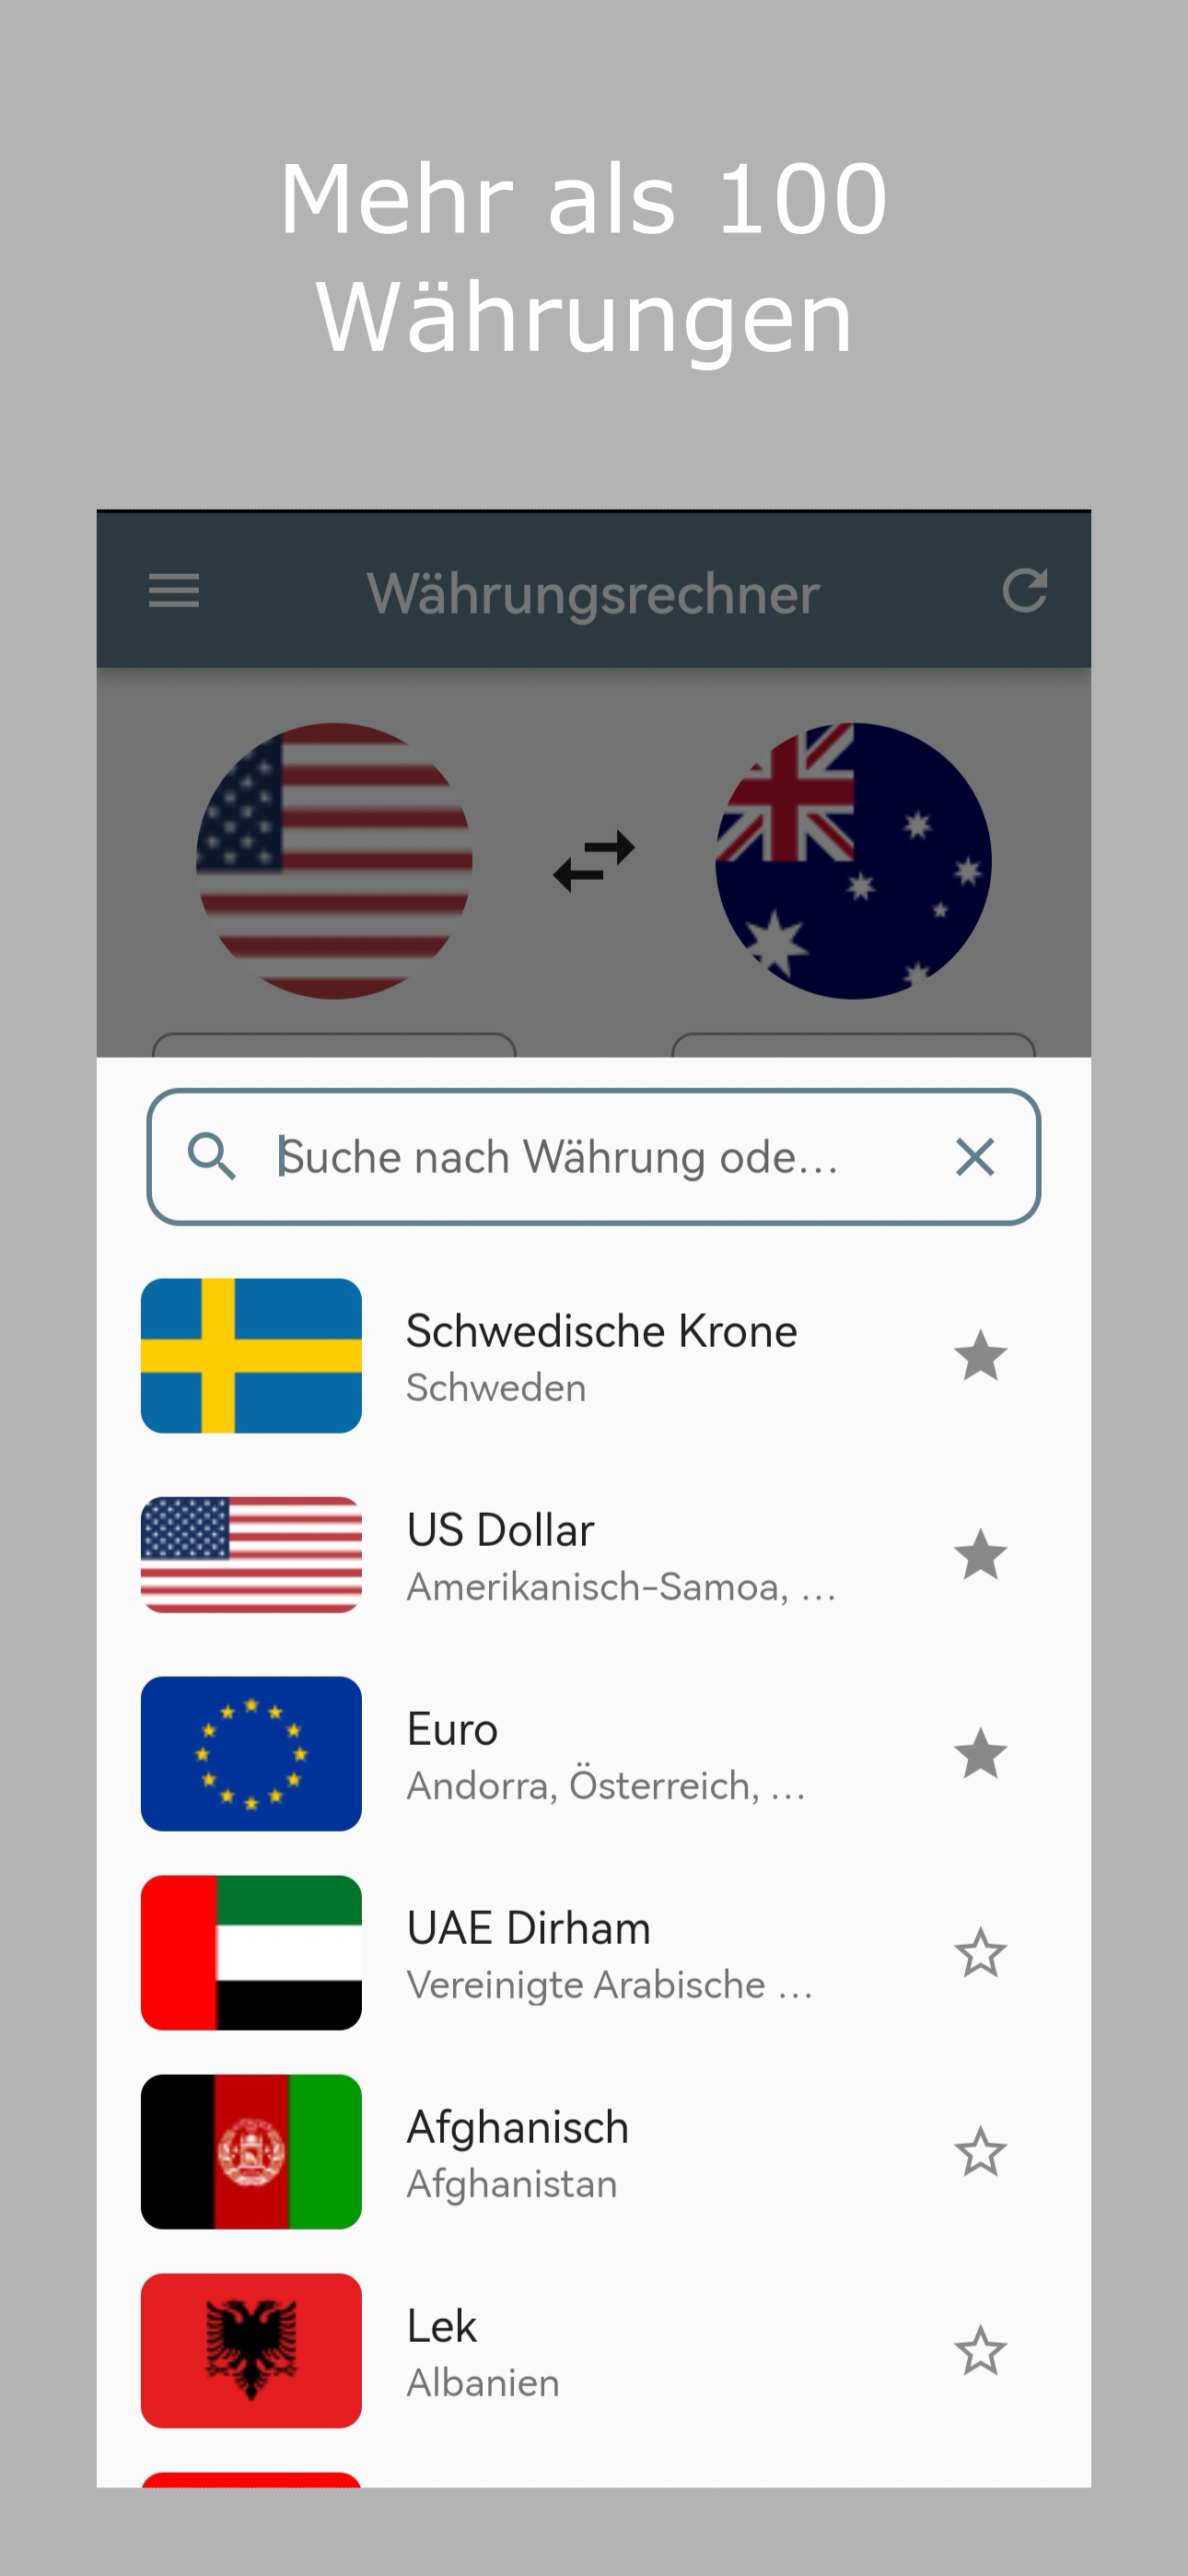 Mehr als 100
Währungen
Währungsrechner
Suche nach Währung ode...
Schwedische Krone
Schweden
US Dollar
Amerikanisch-Samoa, ...
Euro
Andorra, Österreich, ...
UAE Dirham
Vereinigte Arabische ...
Afghanisch
Afghanistan
Lek
Albanien